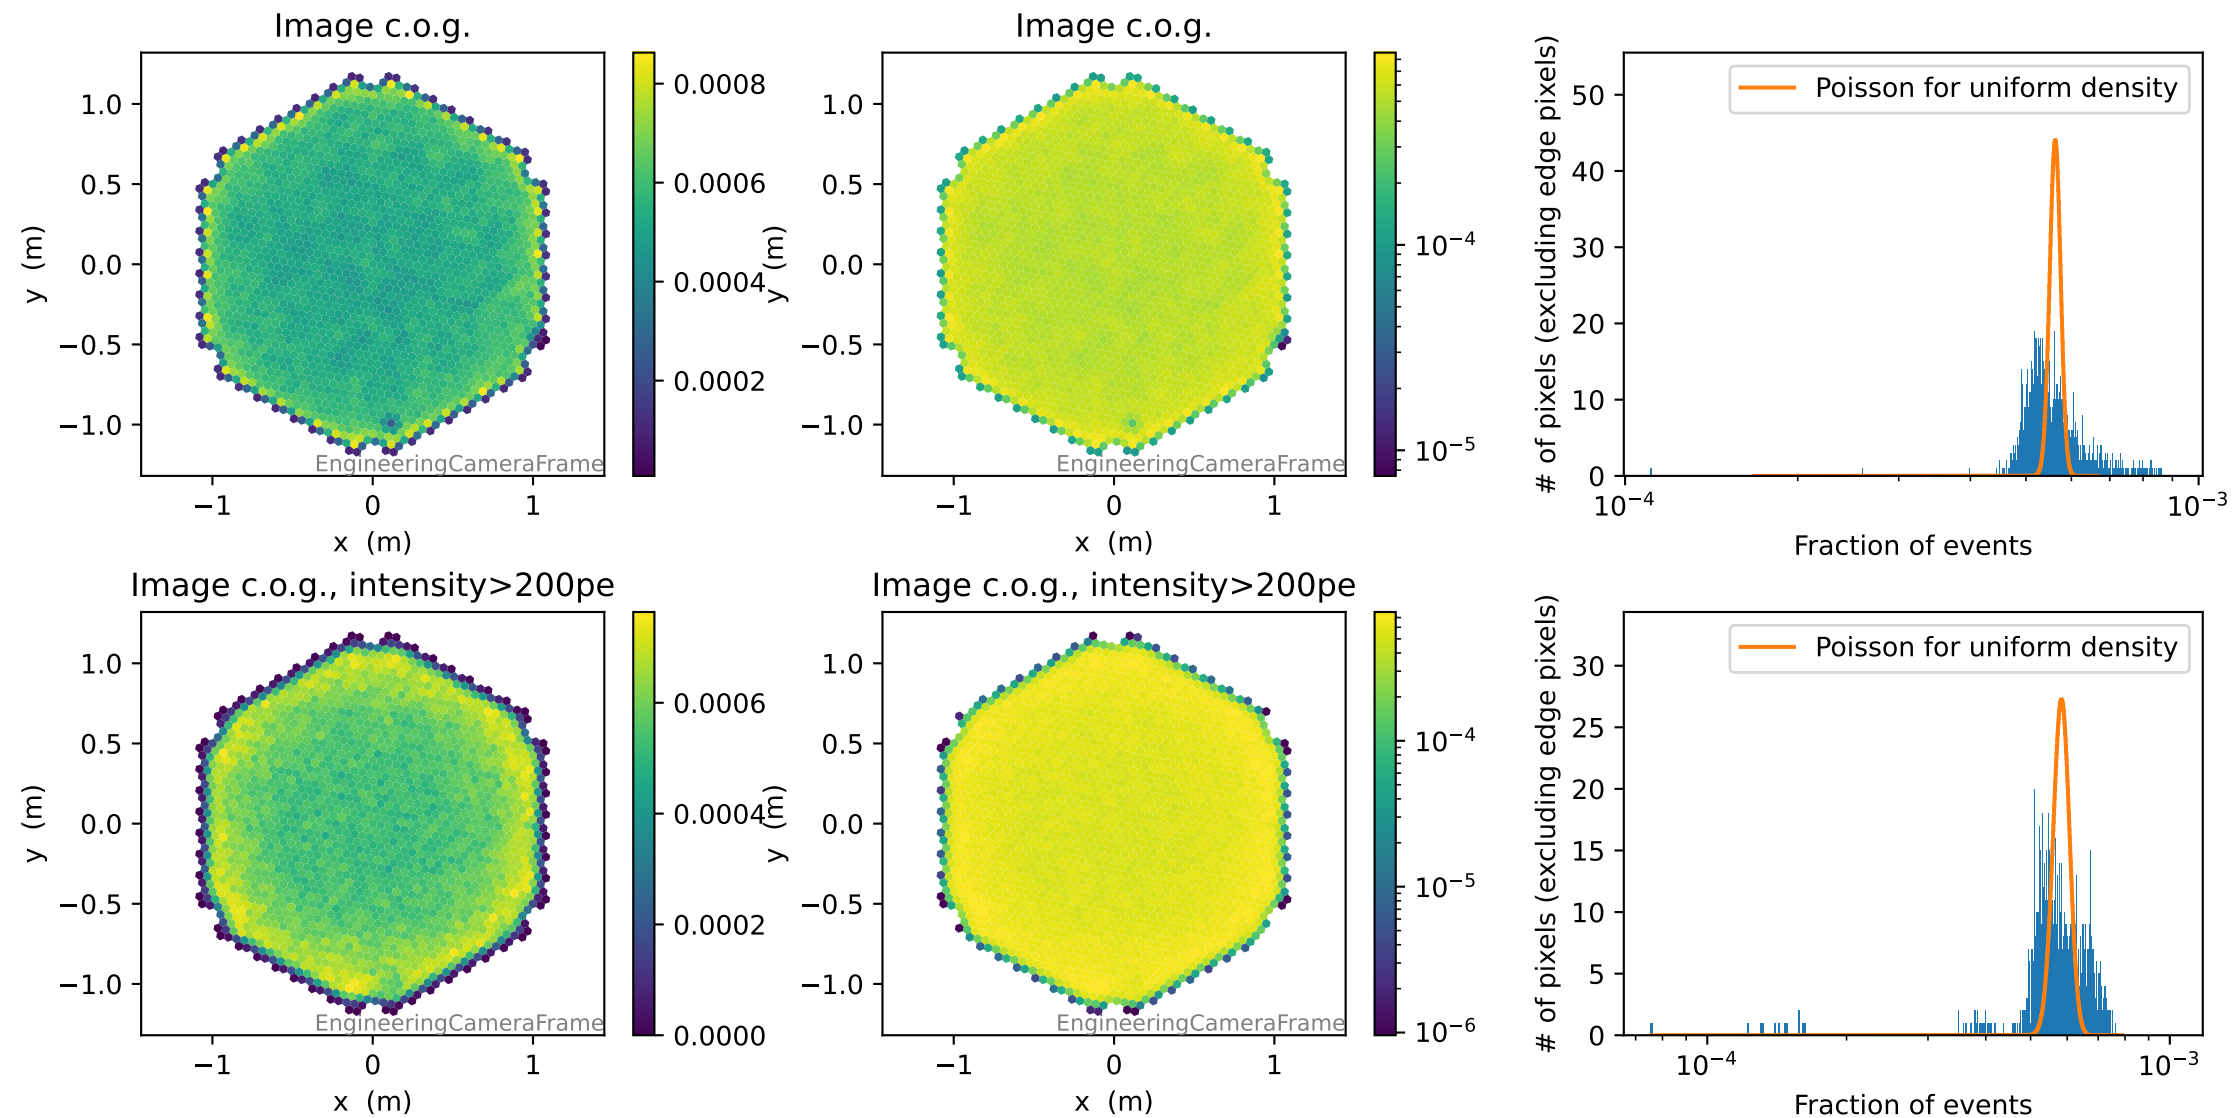 Image c.o.g.
y (m)
1.0
0.5
0.0
−0.5
−1.0
−1
0
1
x (m)
EngineeringCameraFrame
0.0008
0.0006
0.0004
0.0002
Image c.o.g.
y (m)
1.0
0.5
0.0
−0.5
−1.0
−1
0
1
x (m)
EngineeringCameraFrame
10⁻⁴
10⁻⁵
# of pixels (excluding edge pixels)
50
40
30
20
10
0
Poisson for uniform density
10⁻⁴
10⁻³
Fraction of events
Image c.o.g., intensity>200pe
y (m)
1.0
0.5
0.0
−0.5
−1.0
−1
0
1
x (m)
EngineeringCameraFrame
0.0006
0.0004
0.0002
0.0000
Image c.o.g., intensity>200pe
y (m)
1.0
0.5
0.0
−0.5
−1.0
−1
0
1
x (m)
EngineeringCameraFrame
10⁻⁴
10⁻⁵
10⁻⁶
# of pixels (excluding edge pixels)
30
25
20
15
10
5
0
Poisson for uniform density
10⁻⁴
10⁻³
Fraction of events